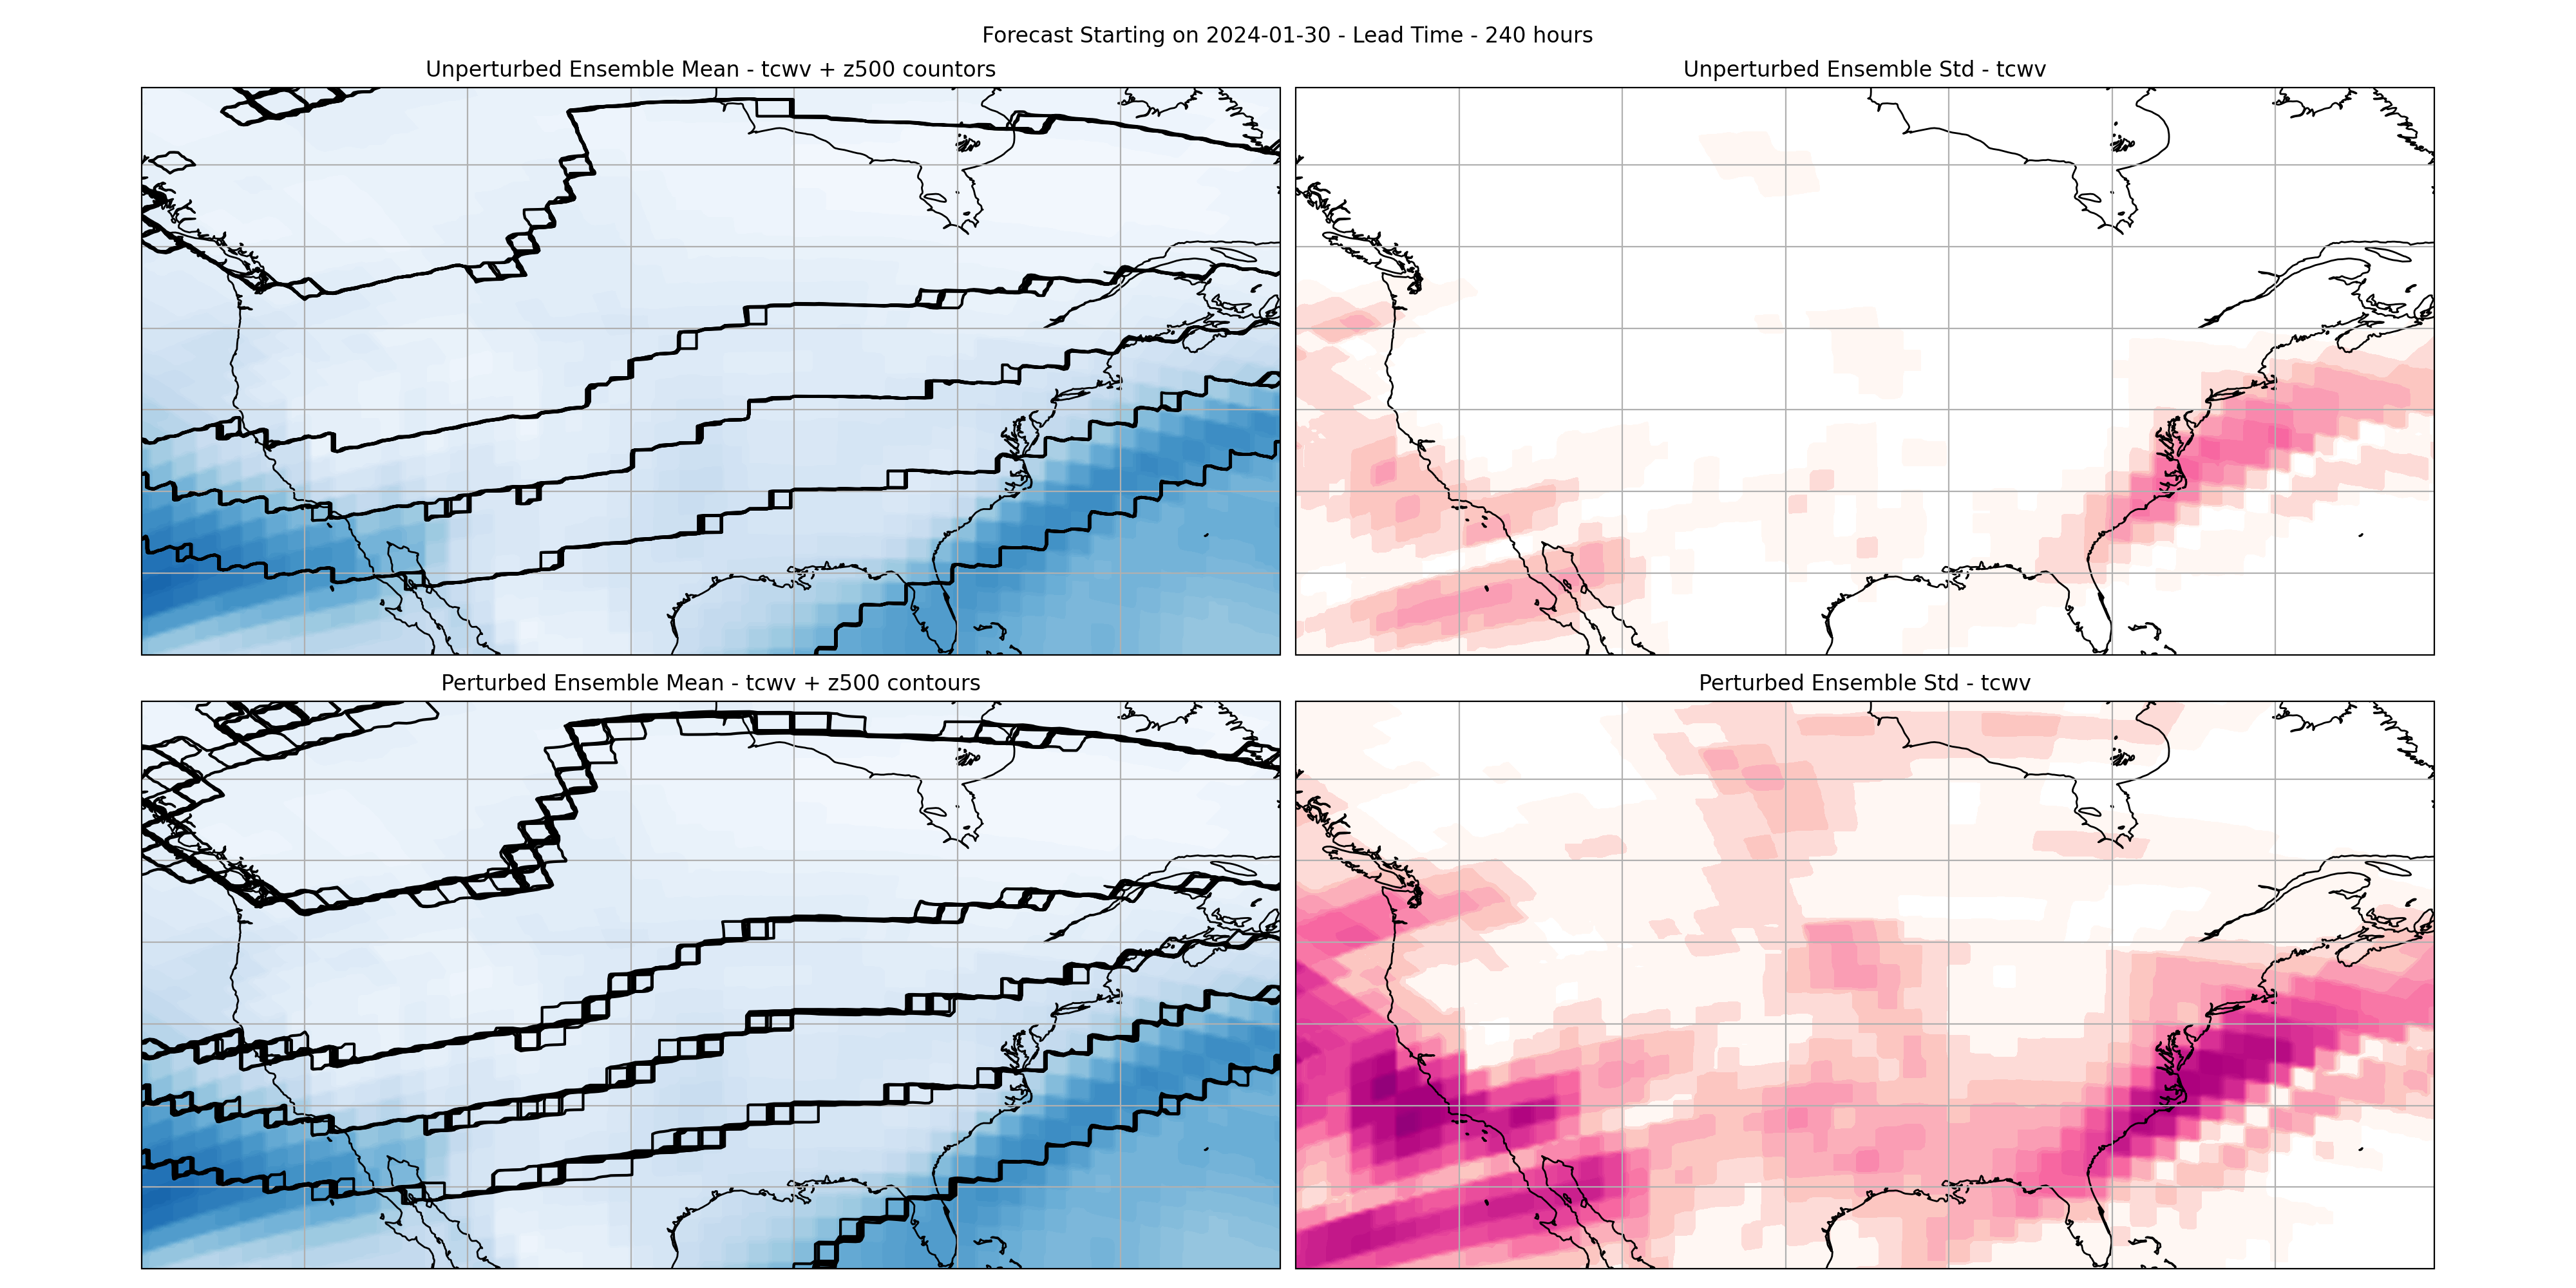 Forecast Starting on 2024-01-30 - Lead Time - 240 hours
Unperturbed Ensemble Mean - tcwv + z500 countors
Unperturbed Ensemble Std - tcwv
Perturbed Ensemble Mean - tcwv + z500 contours
Perturbed Ensemble Std - tcwv